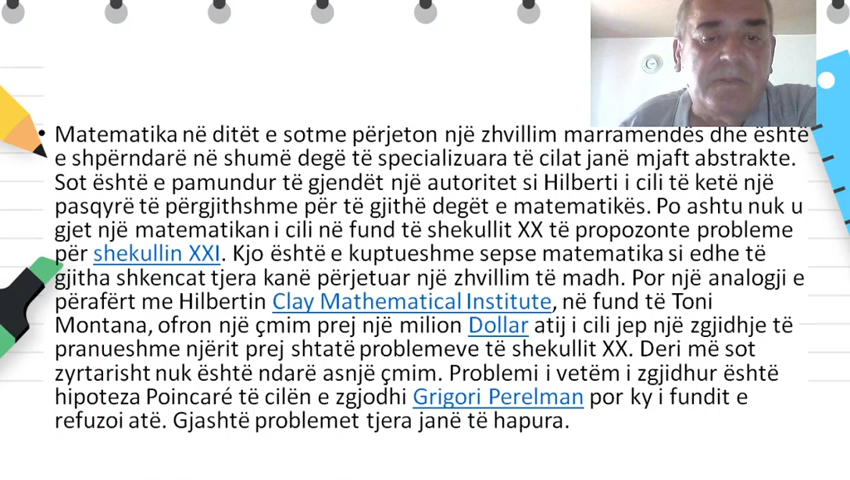 Matematika në ditët e sotme përjeton një zhvillim marramendës dhe është
e shpërndarë në shumë degë të specializuara të cilat janë mjaft abstrakte.
Sot është e pamundur të gjendët një autoritet si Hilberti i cili të ketë një
pasqyrë të përgjithshme për të gjithë degët e matematikës. Po ashtu nuk u
gjet një matematikan i cili në fund të shekullit XX të propozonte probleme
për shekullin XXI. Kjo është e kuptueshme sepse matematika si edhe të
gjitha shkencat tjera kanë përjetuar një zhvillim të madh. Por një analogji e
përafërt me Hilbertin Clay Mathematical Institute, në fund të Toni
Montana, ofron një çmim prej një milion Dollar atij i cili jep një zgjidhje të
pranueshme njërit prej shtatë problemeve të shekullit XX. Deri më sot
zyrtarisht nuk është ndarë asnjë çmim. Problemi i vetëm i zgjidhur është
hipoteza Poincaré të cilën e zgjodhi Grigori Perelman por ky i fundit e
refuzoi atë. Gjashtë problemet tjera janë të hapura.